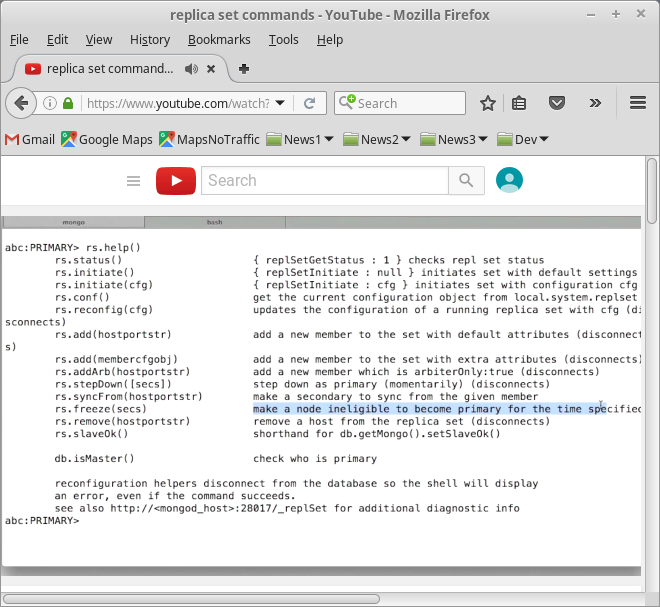 replica set commands - YouTube - Mozilla Firefox
File Edit View History Bookmarks Tools Help
replica set command...
https://www.youtube.com/watch? Search
Gmail Google Maps MapsNoTraffic News1 News2 News3 Dev
Search
mongo bash
abc:PRIMARY> rs.help()
rs.status() { replSetGetStatus : 1 } checks repl set status
rs.initiate() { replSetInitiate : null } initiates set with default settings
rs.initiate(cfg) { replSetInitiate : cfg } initiates set with configuration cfg
rs.conf() get the current configuration object from local.system.replset
rs.reconfig(cfg) updates the configuration of a running replica set with cfg (di
sconnects)
rs.add(hostportstr) add a new member to the set with default attributes (disconnect
s)
rs.add(membercfgobj) add a new member to the set with extra attributes (disconnects)
rs.addArb(hostportstr) add a new member which is arbiterOnly:true (disconnects)
rs.stepDown([secs]) step down as primary (momentarily) (disconnects)
rs.syncFrom(hostportstr) make a secondary to sync from the given member
rs.freeze(secs) make a node ineligible to become primary for the time specified
rs.remove(hostportstr) remove a host from the replica set (disconnects)
rs.slaveOk() shorthand for db.getMongo().setSlaveOk()
db.isMaster() check who is primary
reconfiguration helpers disconnect from the database so the shell will display
an error, even if the command succeeds.
see also http://<mongod_host>:28017/_replSet for additional diagnostic info
abc:PRIMARY>